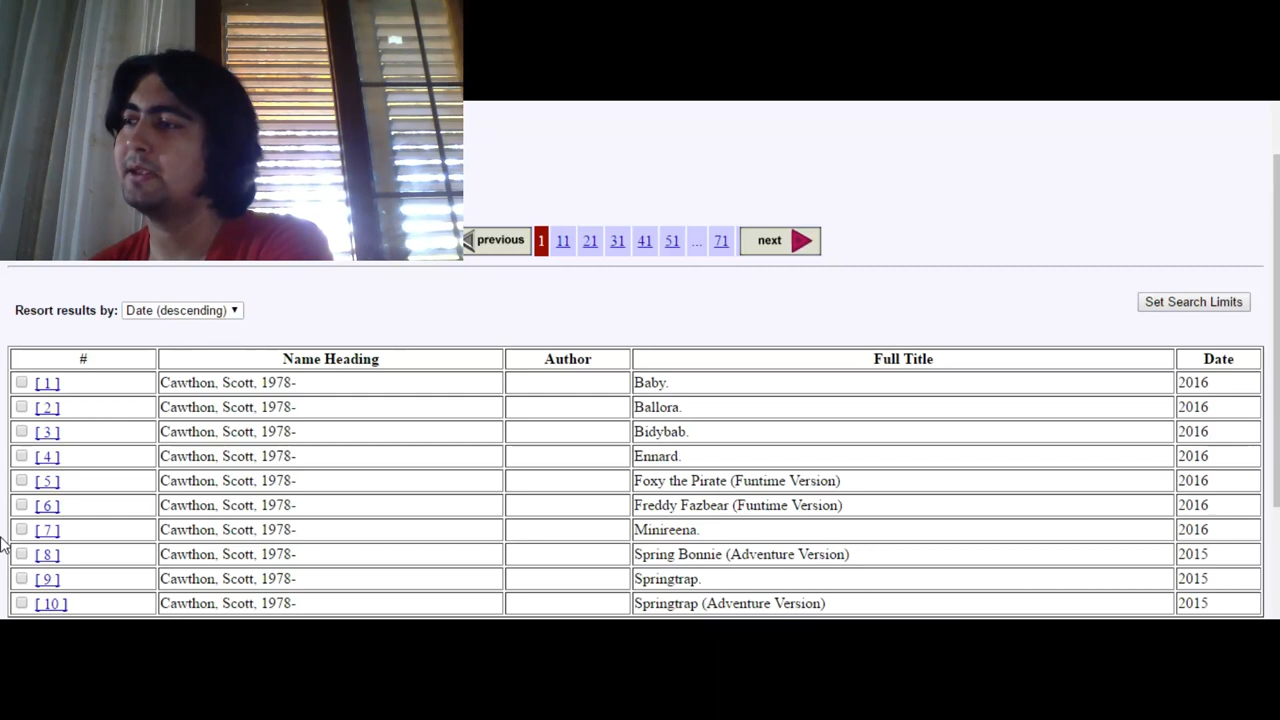 previous 1 11 21 31 41 51 ... 71 next
Resort results by: Date (descending)
Set Search Limits
# Name Heading Author Full Title Date
[ 1 ] Cawthon, Scott, 1978- Baby. 2016
[ 2 ] Cawthon, Scott, 1978- Ballora. 2016
[ 3 ] Cawthon, Scott, 1978- Bidybab. 2016
[ 4 ] Cawthon, Scott, 1978- Ennard. 2016
[ 5 ] Cawthon, Scott, 1978- Foxy the Pirate (Funtime Version) 2016
[ 6 ] Cawthon, Scott, 1978- Freddy Fazbear (Funtime Version) 2016
[ 7 ] Cawthon, Scott, 1978- Minireena. 2016
[ 8 ] Cawthon, Scott, 1978- Spring Bonnie (Adventure Version) 2015
[ 9 ] Cawthon, Scott, 1978- Springtrap. 2015
[ 10 ] Cawthon, Scott, 1978- Springtrap (Adventure Version) 2015